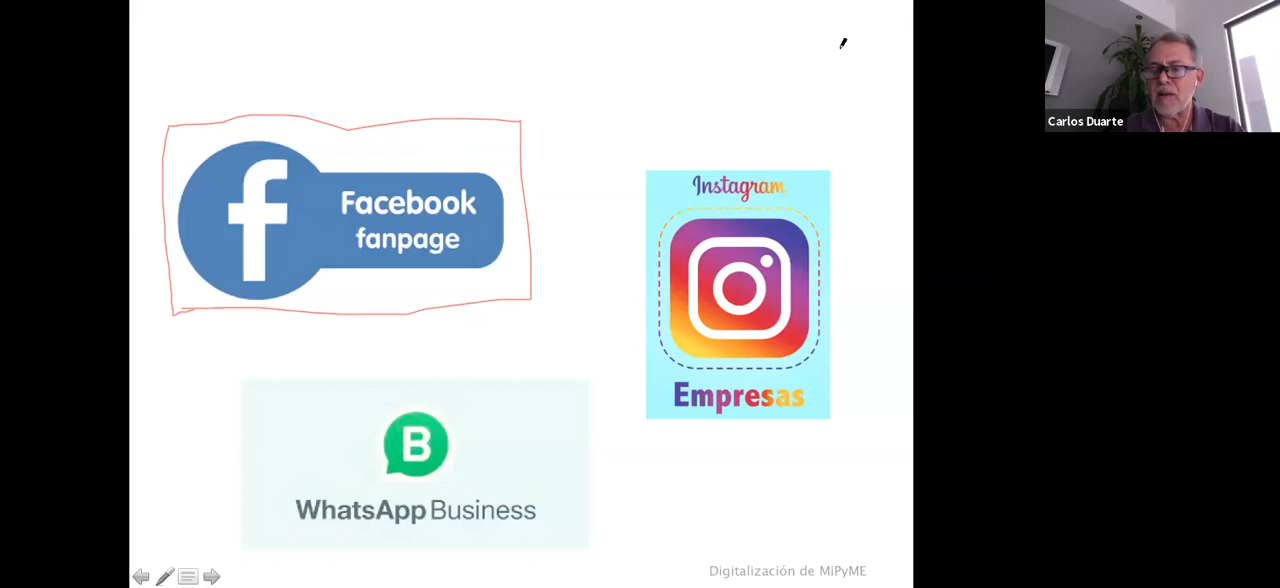 Carlos Duarte
Facebook
fanpage
Instagram
Empresas
B
WhatsApp Business
Digitalización de MiPyME